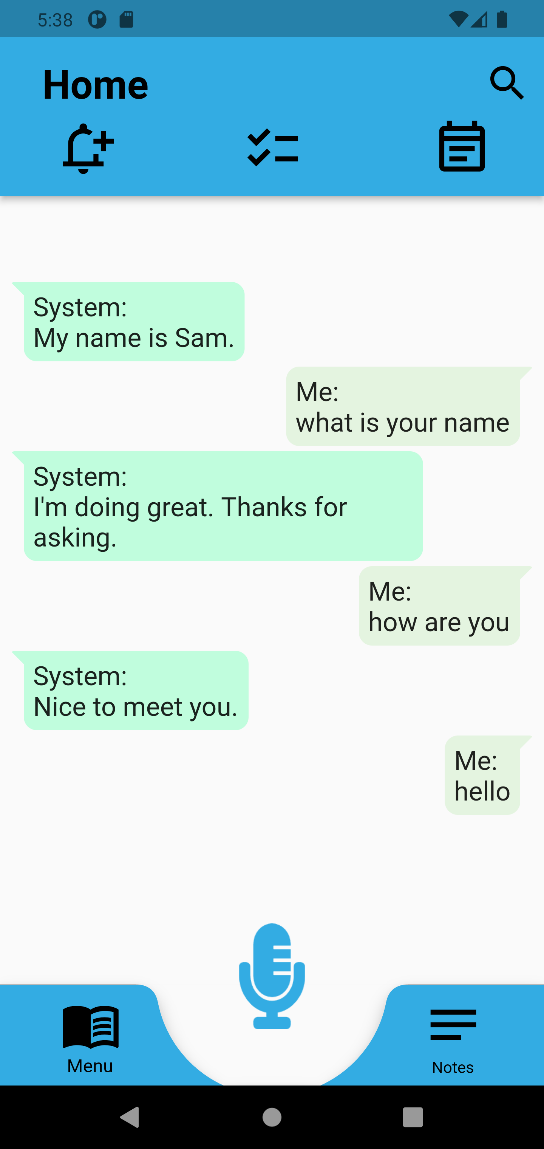 5:38
Home
System:
My name is Sam.
Me:
what is your name
System:
I'm doing great. Thanks for
asking.
Me:
how are you
System:
Nice to meet you.
Me:
hello
Menu
Notes